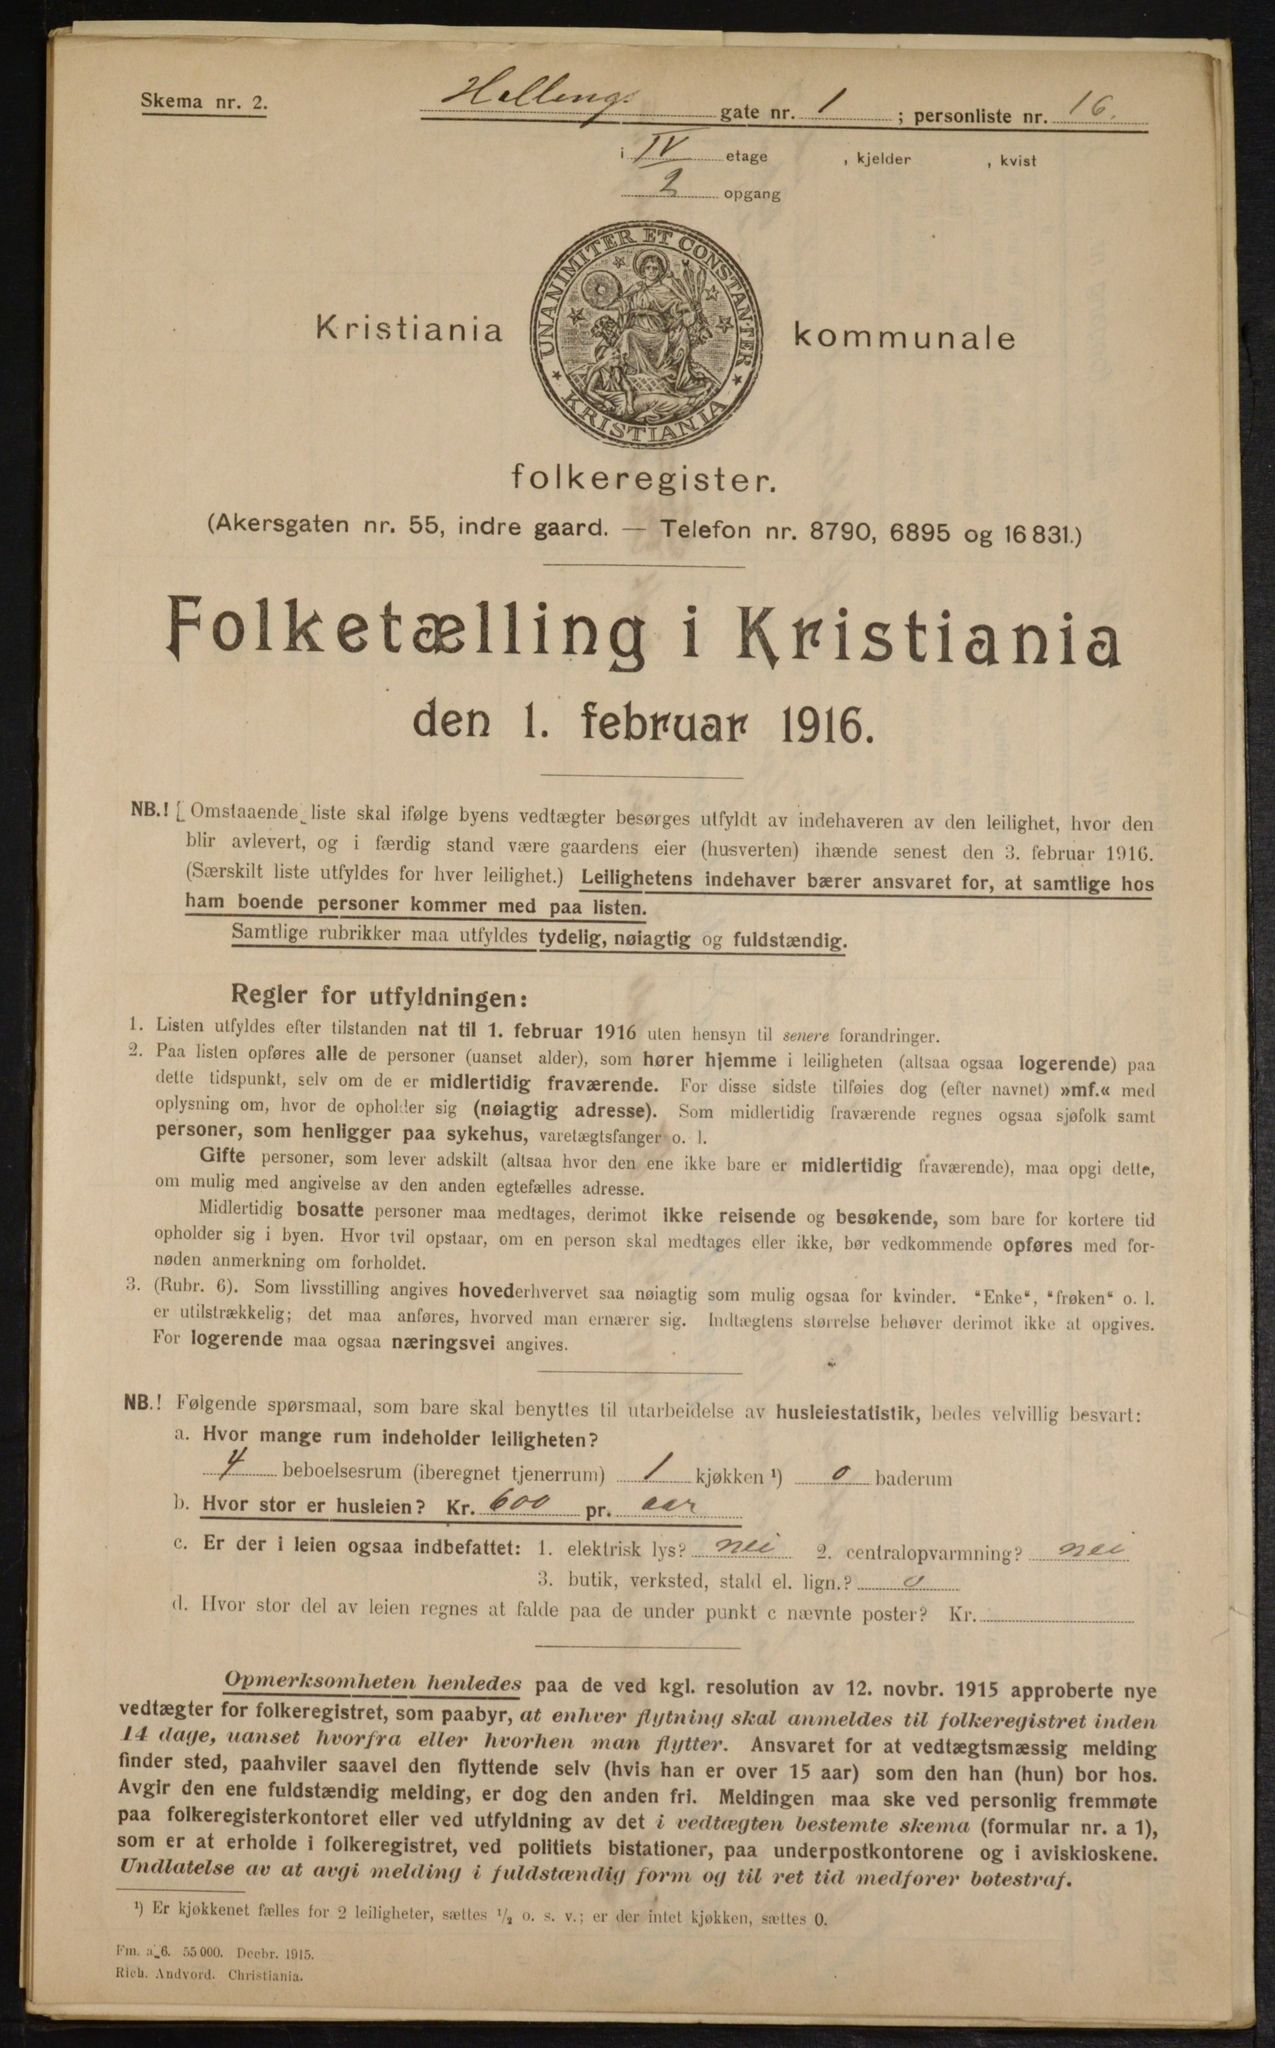 Skema nr. 2.
Hellings gate nr. 1 ; personliste nr. 16.
i IV etage , kjelder , kvist
2 opgang
UNANIMITER ET CONSTANTER
KRISTIANIA
Kristiania kommunale
folkeregister.
(Akersgaten nr. 55, indre gaard. — Telefon nr. 8790, 6895 og 16 831.)
Folketælling i Kristiania
den 1. februar 1916.
NB.! [Omstaaende liste skal ifølge byens vedtægter besørges utfyldt av indehaveren av den leilighet, hvor den
blir avlevert, og i færdig stand være gaardens eier (husverten) ihænde senest den 3. februar 1916.
(Særskilt liste utfyldes for hver leilighet.) Leilighetens indehaver bærer ansvaret for, at samtlige hos
ham boende personer kommer med paa listen.
Samtlige rubrikker maa utfyldes tydelig, nøiagtig og fuldstændig.
Regler for utfyldningen:
1. Listen utfyldes efter tilstanden nat til 1. februar 1916 uten hensyn til senere forandringer.
2. Paa listen opføres alle de personer (uanset alder), som hører hjemme i leiligheten (altsaa ogsaa logerende) paa
dette tidspunkt, selv om de er midlertidig fraværende. For disse sidste tilføies dog (efter navnet) »mf.« med
oplysning om, hvor de opholder sig (nøiagtig adresse). Som midlertidig fraværende regnes ogsaa sjøfolk samt
personer, som henligger paa sykehus, varetægtsfanger o. l.
Gifte personer, som lever adskilt (altsaa hvor den ene ikke bare er midlertidig fraværende), maa opgi dette,
om mulig med angivelse av den anden egtefælles adresse.
Midlertidig bosatte personer maa medtages, derimot ikke reisende og besøkende, som bare for kortere tid
opholder sig i byen. Hvor tvil opstaar, om en person skal medtages eller ikke, bør vedkommende opføres med for-
nøden anmerkning om forholdet.
3. (Rubr. 6). Som livsstilling angives hovederhvervet saa nøiagtig som mulig ogsaa for kvinder. "Enke", "frøken" o. l.
er utilstrækkelig; det maa anføres, hvorved man ernærer sig. Indtægtens størrelse behøver derimot ikke at opgives.
For logerende maa ogsaa næringsvei angives.
NB.! Følgende spørsmaal, som bare skal benyttes til utarbeidelse av husleiestatistik, bedes velvillig besvart:
a. Hvor mange rum indeholder leiligheten?
4 beboelsesrum (iberegnet tjenerrum) 1 kjøkken ¹) 0 baderum
b. Hvor stor er husleien? Kr. 600 pr. aar
c. Er der i leien ogsaa indbefattet: 1. elektrisk lys? nei 2. centralopvarmning? nei
3. butik, verksted, stald el. lign.? 0
d. Hvor stor del av leien regnes at falde paa de under punkt c nævnte poster? Kr.
Opmerksomheten henledes paa de ved kgl. resolution av 12. novbr. 1915 approberte nye
vedtægter for folkeregistret, som paabyr, at enhver flytning skal anmeldes til folkeregistret inden
14 dage, uanset hvorfra eller hvorhen man flytter. Ansvaret for at vedtægtsmæssig melding
finder sted, paahviler saavel den flyttende selv (hvis han er over 15 aar) som den han (hun) bor hos.
Avgir den ene fuldstændig melding, er dog den anden fri. Meldingen maa ske ved personlig fremmøte
paa folkeregisterkontoret eller ved utfyldning av det i vedtægten bestemte skema (formular nr. a 1),
som er at erholde i folkeregistret, ved politiets bistationer, paa underpostkontorene og i aviskioskene.
Undlatelse av at avgi melding i fuldstændig form og til ret tid medfører bøtestraf.
¹) Er kjøkkenet fælles for 2 leiligheter, sættes ½ o. s. v.; er der intet kjøkken, sættes 0.
Fm. a_6. 55 000. Decbr. 1915.
Rich. Andvord. Christiania.